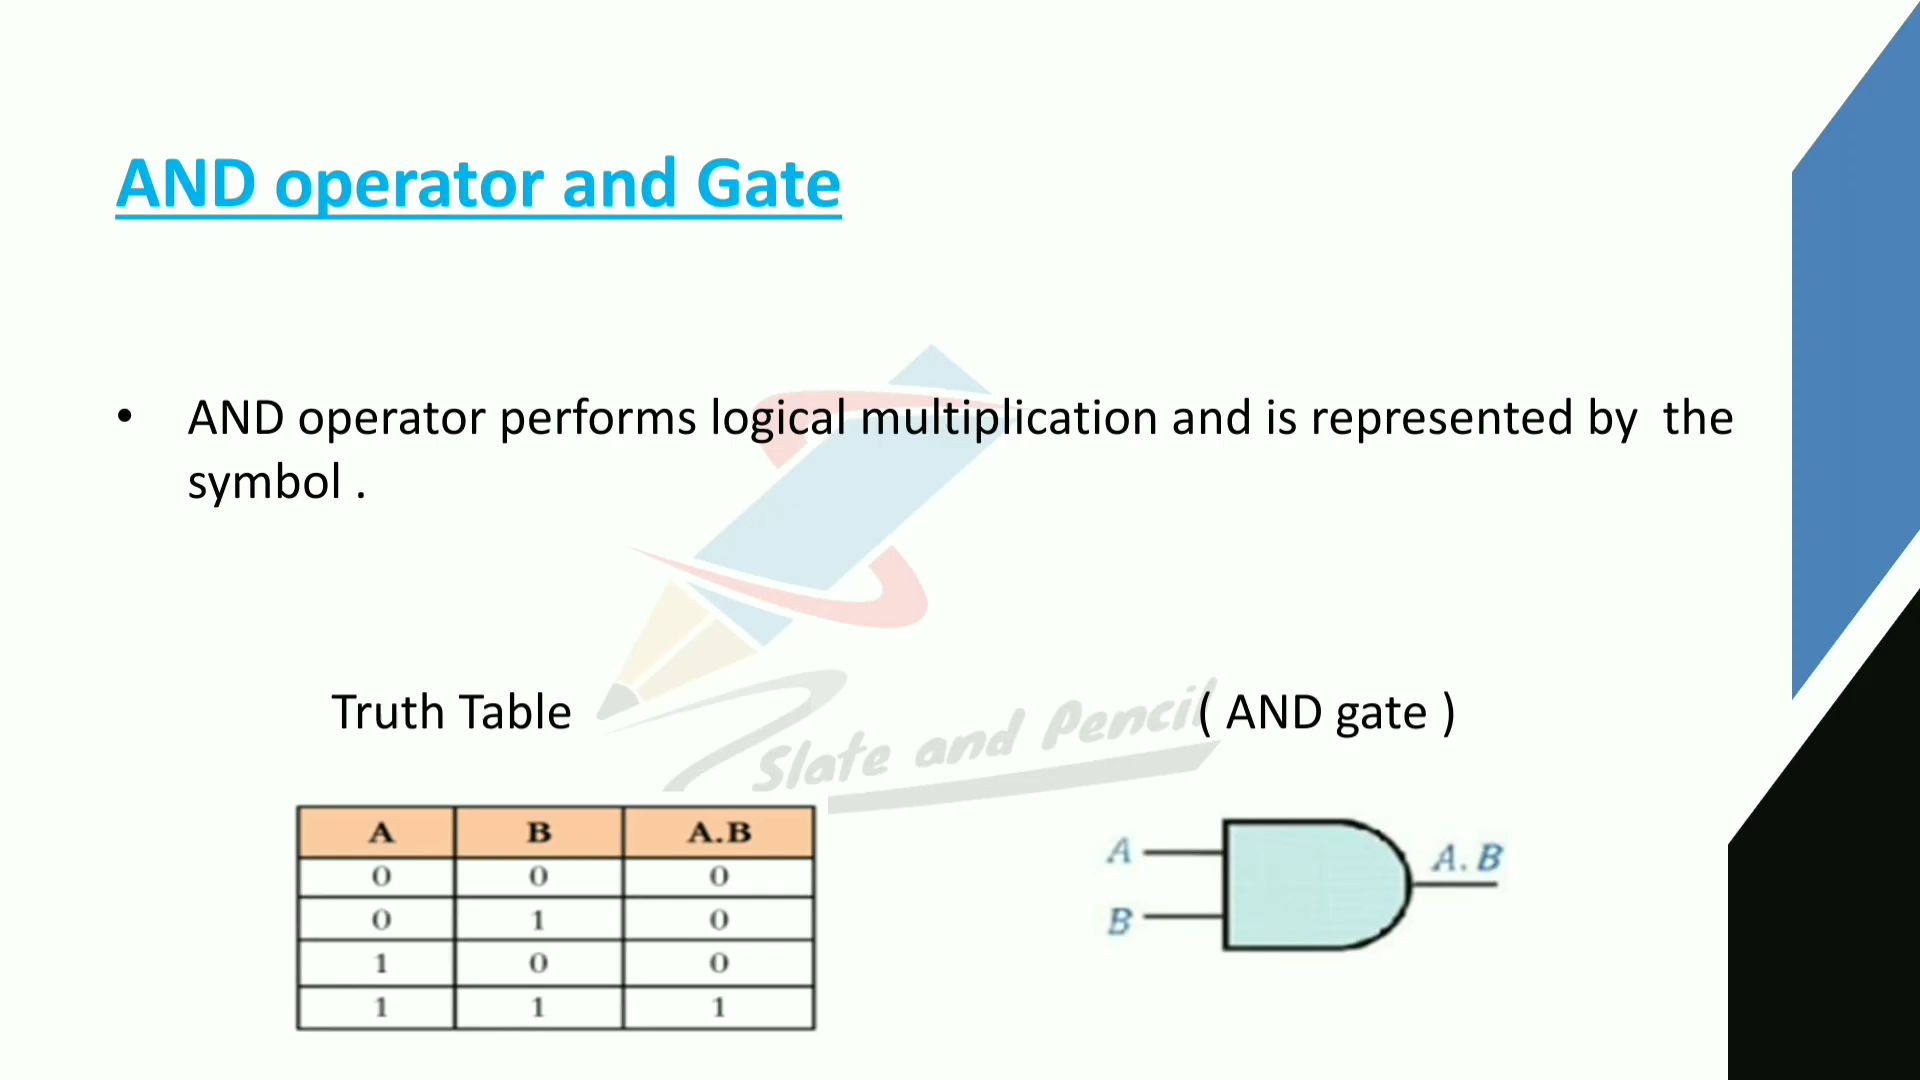 AND operator and Gate
• AND operator performs logical multiplication and is represented by the
symbol .
Truth Table
( AND gate )
Slate and Pencil
A B A.B
0 0 0
0 1 0
1 0 0
1 1 1
A
B
A.B